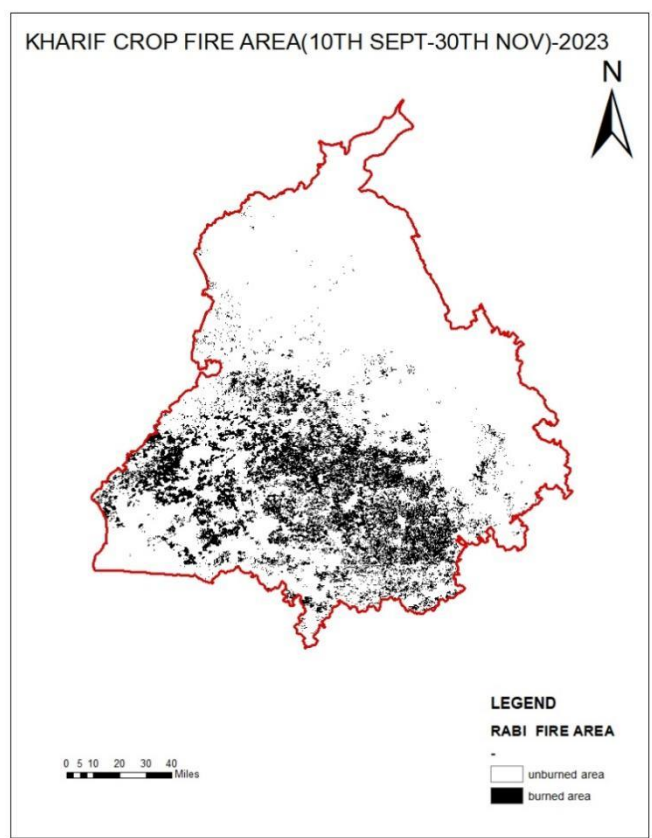 KHARIF CROP FIRE AREA(10TH SEPT-30TH NOV)-2023
N
LEGEND
RABI FIRE AREA
-
unburned area
burned area
0 5 10 20 30 40
Miles